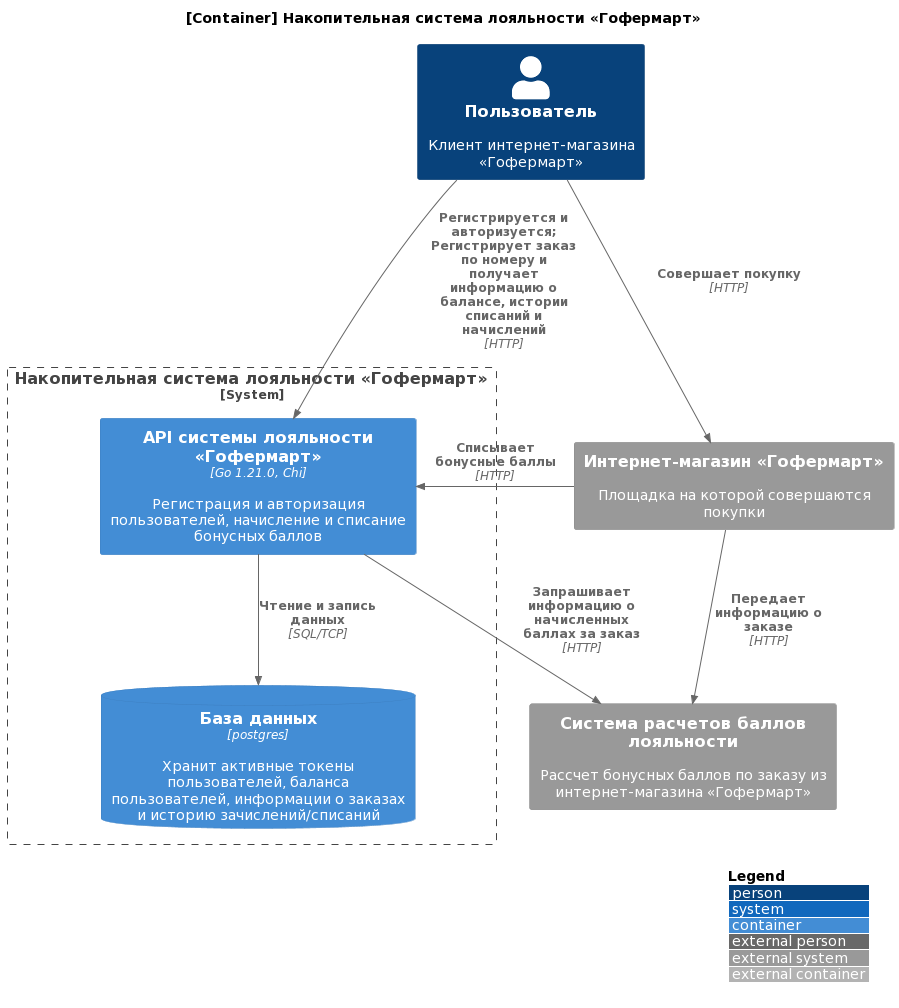 [Container] Накопительная система лояльности «Гофермарт»
Пользователь
Клиент интернет-магазина
«Гофермарт»
Регистрируется и
авторизуется;
Регистрирует заказ
по номеру и
получает
информацию о
балансе, истории
списаний и
начислений
[HTTP]
Совершает покупку
[HTTP]
Накопительная система лояльности «Гофермарт»
[System]
API системы лояльности
«Гофермарт»
[Go 1.21.0, Chi]
Регистрация и авторизация
пользователей, начисление и списание
бонусных баллов
Списывает
бонусные баллы
[HTTP]
Интернет-магазин «Гофермарт»
Площадка на которой совершаются
покупки
Чтение и запись
данных
[SQL/TCP]
Запрашивает
информацию о
начисленных
баллах за заказ
[HTTP]
Передает
информацию о
заказе
[HTTP]
База данных
[postgres]
Хранит активные токены
пользователей, баланса
пользователей, информации о заказах
и историю зачислений/списаний
Система расчетов баллов
лояльности
Рассчет бонусных баллов по заказу из
интернет-магазина «Гофермарт»
Legend
person
system
container
external person
external system
external container